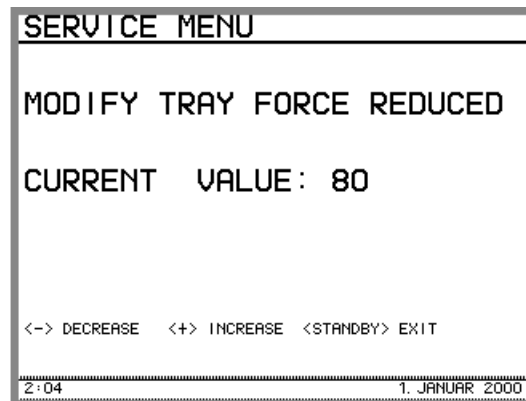 SERVICE MENU
MODIFY TRAY FORCE REDUCED
CURRENT VALUE: 80
<-> DECREASE <+> INCREASE <STANDBY> EXIT
2:04 1. JANUAR 2000